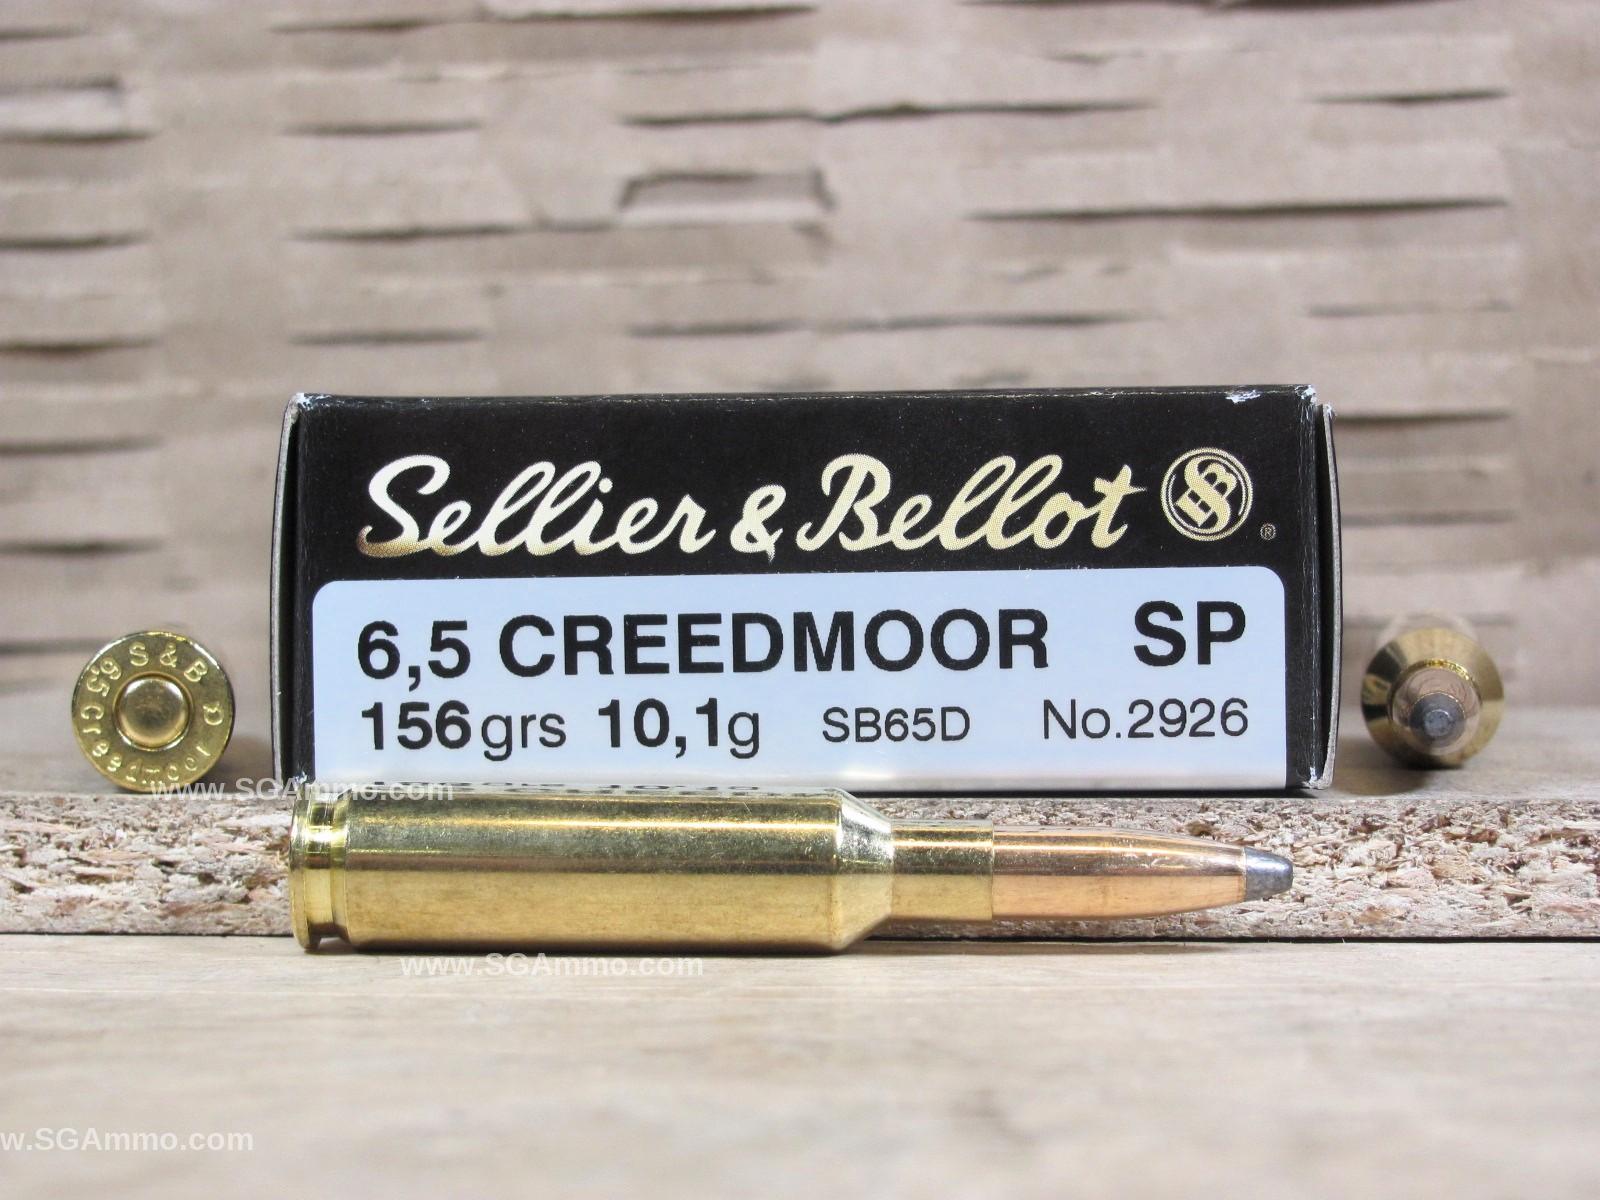 Sellier & Bellot SB ®
6,5 CREEDMOOR SP
156 grs 10,1g SB65D No.2926
S & B
6.5 Creedmoor
www.SGAmmo.com
www.SGAmmo.com
w.SGAmmo.com